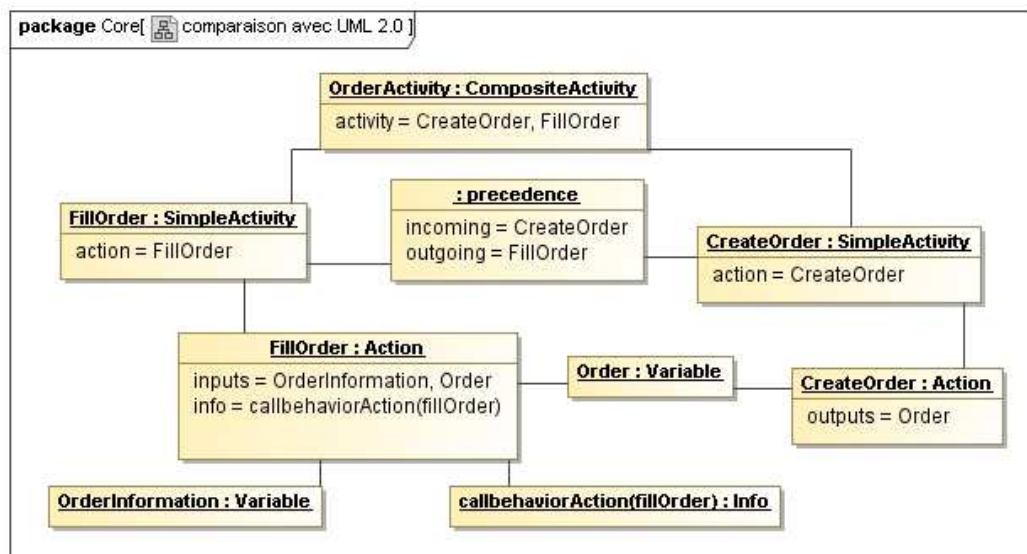 package Core[ comparaison avec UML 2.0 ]
OrderActivity : CompositeActivity
activity = CreateOrder, FillOrder
: precedence
incoming = CreateOrder
outgoing = FillOrder
FillOrder : SimpleActivity
action = FillOrder
CreateOrder : SimpleActivity
action = CreateOrder
FillOrder : Action
inputs = OrderInformation, Order
info = callbehaviorAction(fillOrder)
Order : Variable
CreateOrder : Action
outputs = Order
OrderInformation : Variable
callbehaviorAction(fillOrder) : Info